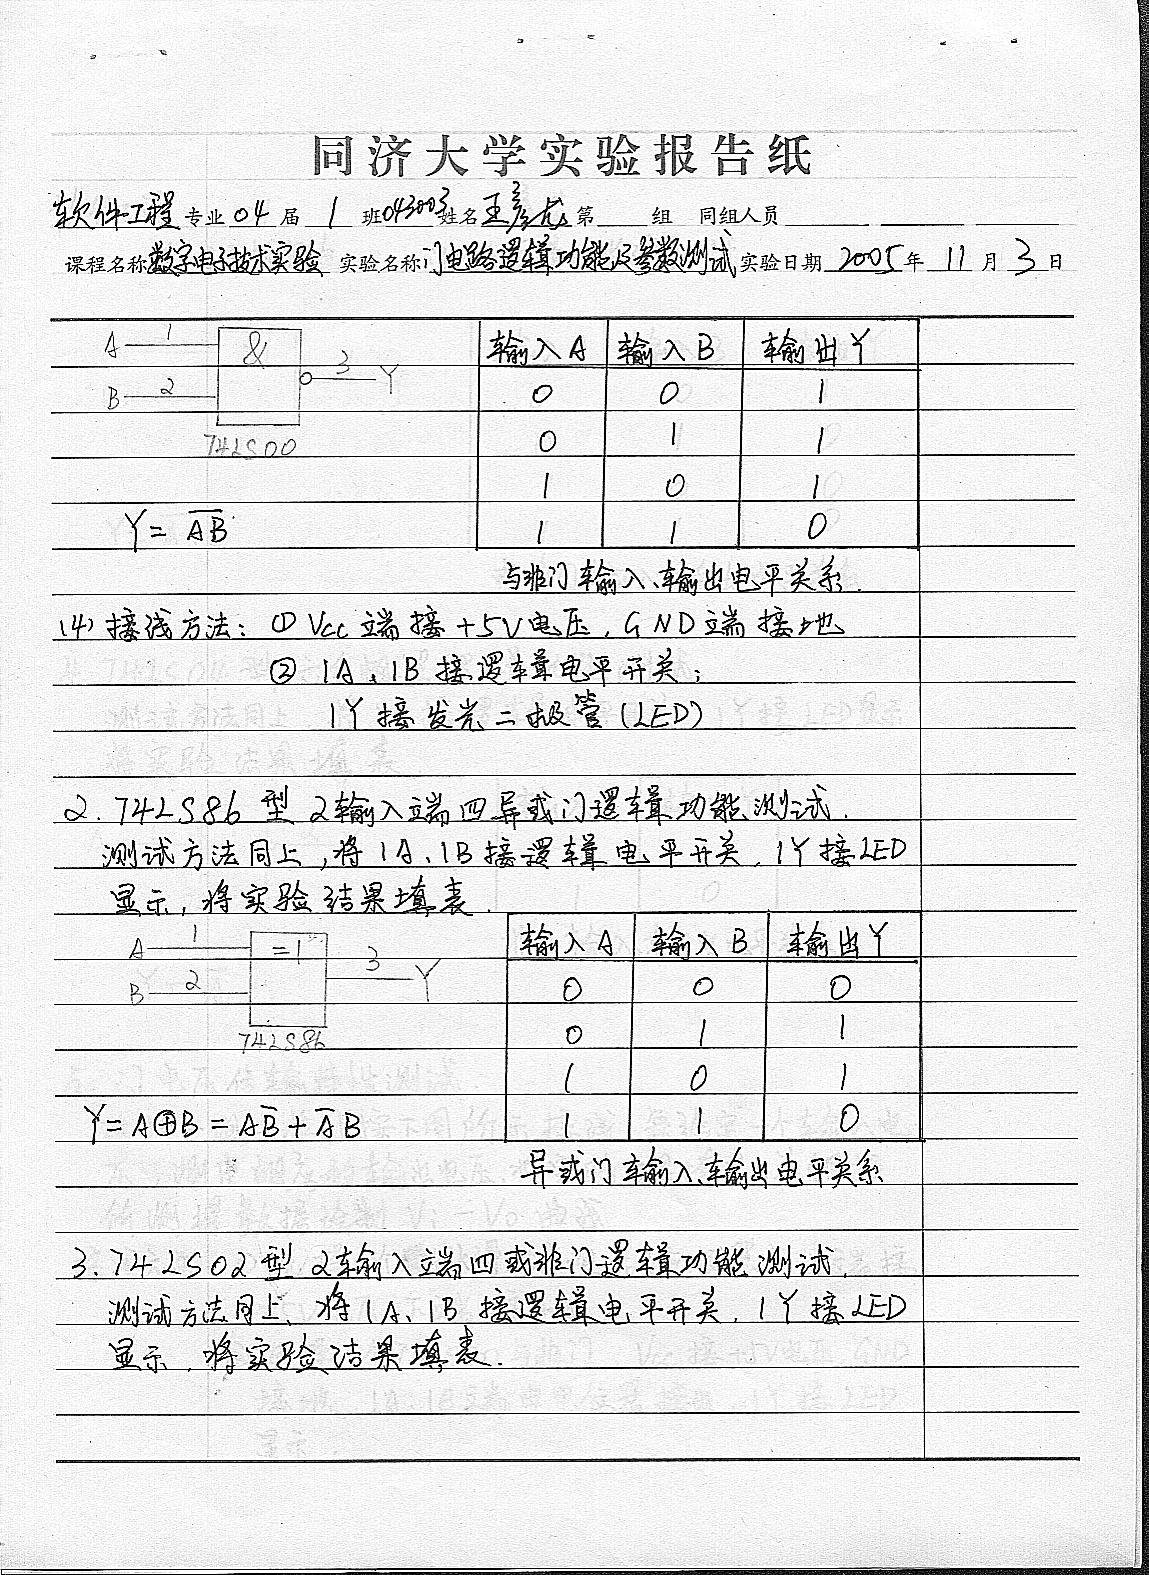 同济大学实验报告纸
软件工程 专业 04 届 1 班 043003 姓名 王彦龙 第 组 同组人员
课程名称 数字电子技术实验 实验名称 门电路逻辑功能及参数测试 实验日期 2005 年 11 月 3 日
A 1 & 3 Y
B 2
74LS00
Y = A̅B̅
输入A 输入B 输出Y
0 0 1
0 1 1
1 0 1
1 1 0
与非门输入、输出电平关系.
(4) 接线方法: ① Vcc 端接 +5V 电压, GND 端接地
② 1A、1B 接逻辑电平开关;
1Y 接发光二极管 (LED)
2. 74LS86 型 2输入端四异或门逻辑功能测试.
测试方法同上, 将 1A、1B 接逻辑电平开关, 1Y 接 LED
显示, 将实验结果填表.
A 1 =1 3 Y
B 2
74LS86
Y = A⊕B = AB̅ + A̅B
输入A 输入B 输出Y
0 0 0
0 1 1
1 0 1
1 1 0
异或门输入、输出电平关系
3. 74LS02 型 2输入端四或非门逻辑功能测试.
测试方法同上, 将 1A、1B 接逻辑电平开关, 1Y 接 LED
显示, 将实验结果填表.